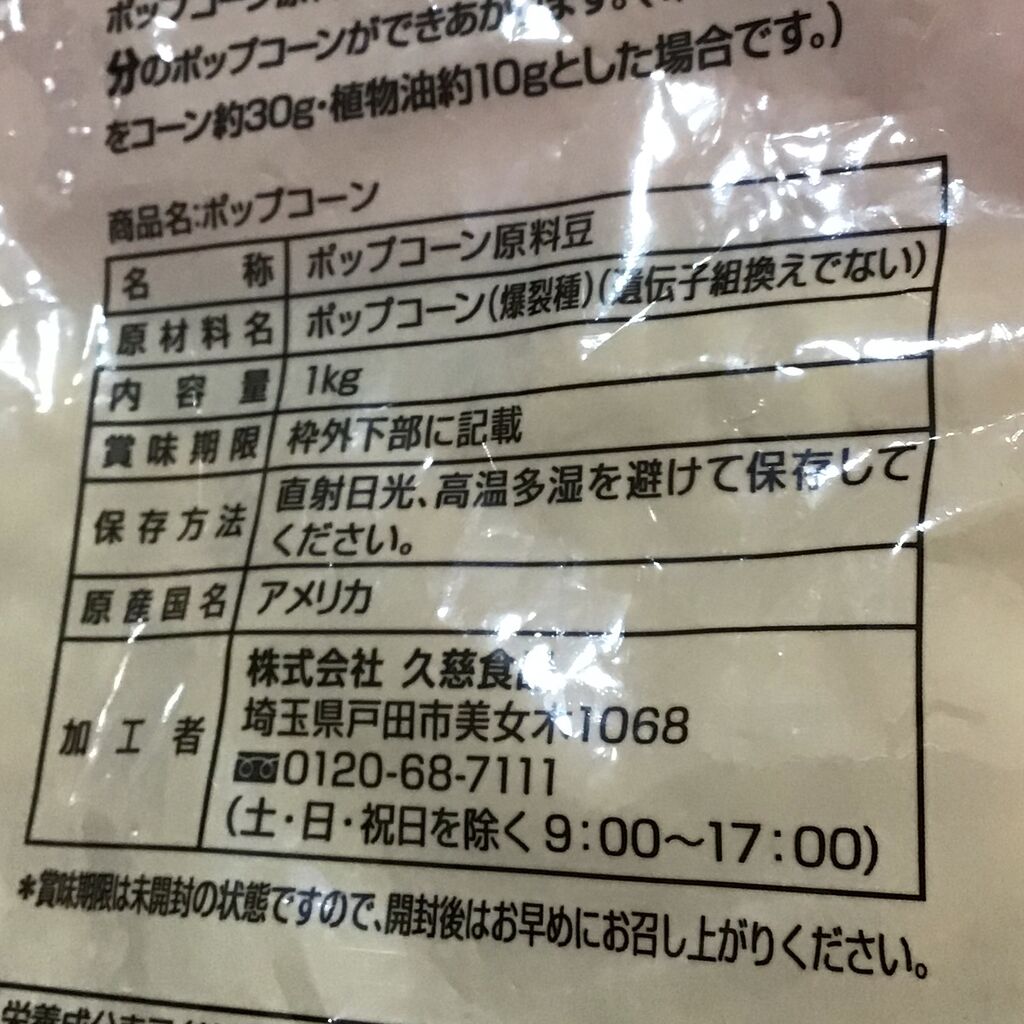 分のポップコーンができあがります。
をコーン約30g・植物油約10gとした場合です。)
商品名:ポップコーン
名称 ポップコーン原料豆
原材料名 ポップコーン(爆裂種)(遺伝子組換えでない)
内容量 1kg
賞味期限 枠外下部に記載
保存方法 直射日光、高温多湿を避けて保存して
ください。
原産国名 アメリカ
加工者 株式会社 久慈食品
埼玉県戸田市美女木1068
0120-68-7111
(土・日・祝日を除く9:00〜17:00)
*賞味期限は未開封の状態ですので、開封後はお早めにお召し上がりください。